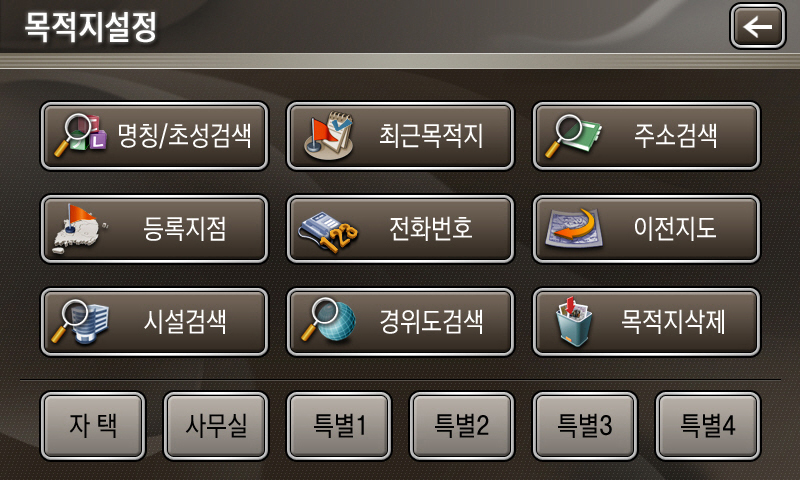 목적지설정
명칭/초성검색
최근목적지
주소검색
등록지점
전화번호
이전지도
시설검색
경위도검색
목적지삭제
자 택
사무실
특별1
특별2
특별3
특별4